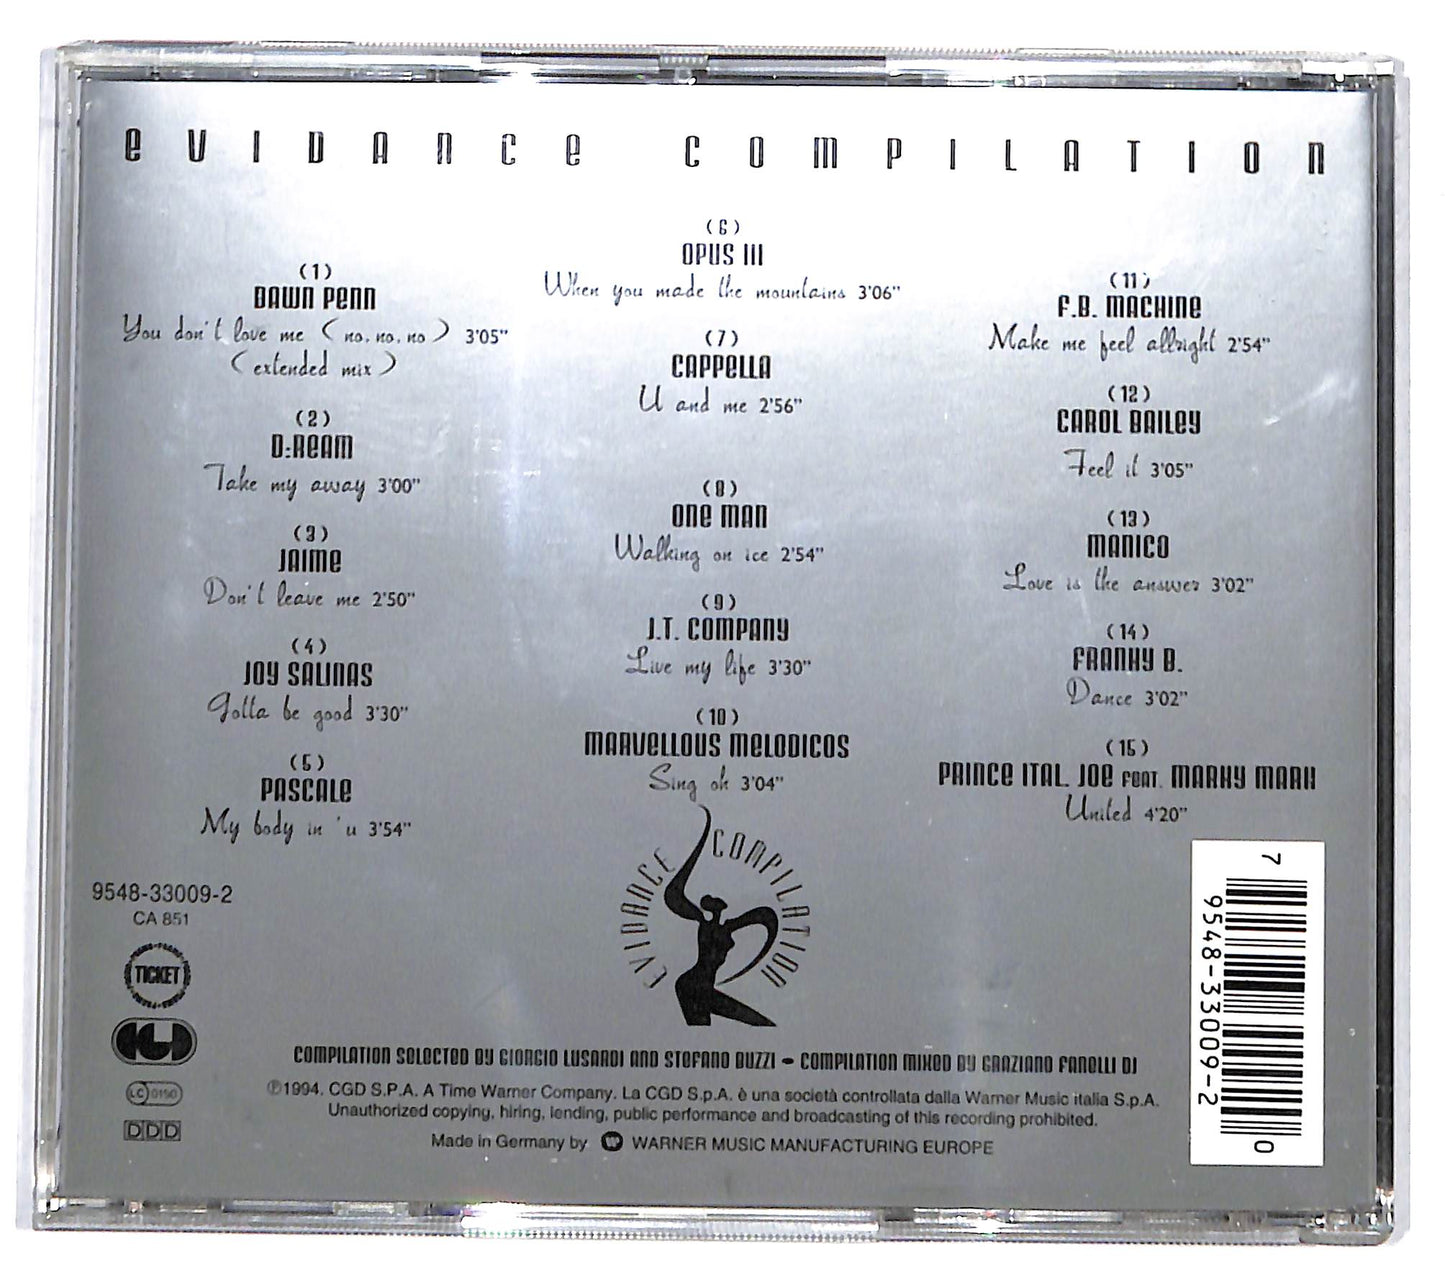 EVIDANCE COMPILATION
(1)
DAWN PENN
You don't love me (no, no, no) 3'05"
(extended mix)
(2)
D:REAM
Take my away 3'00"
(3)
JAIME
Don't leave me 2'50"
(4)
JOY SALINAS
Gotta be good 3'30"
(5)
PASCALE
My body in 'u 3'54"
(6)
OPUS III
When you made the mountains 3'06"
(7)
CAPPELLA
U and me 2'56"
(8)
ONE MAN
Walking on ice 2'54"
(9)
J.T. COMPANY
Live my life 3'30"
(10)
MARVELLOUS MELODICOS
Sing oh 3'04"
(11)
F.B. MACHINE
Make me feel allright 2'54"
(12)
CAROL BAILEY
Feel it 3'05"
(13)
MANICO
Love is the answer 3'02"
(14)
FRANKY B.
Dance 3'02"
(15)
PRINCE ITAL JOE FEAT. MARKY MARK
United 4'20"
EVIDANCE COMPILATION
9548-33009-2
CA 851
TICKET
CGD
LC 0150
DDD
COMPILATION SELECTED BY GIORGIO LUSARDI AND STEFANO BUZZI - COMPILATION MIXED BY GRAZIANO FANELLI DJ
℗1994. CGD S.P.A. A Time Warner Company. La CGD S.p.A. è una società controllata dalla Warner Music italia S.p.A.
Unauthorized copying, hiring, lending, public performance and broadcasting of this recording prohibited.
Made in Germany by WARNER MUSIC MANUFACTURING EUROPE
7 9548-33009-2 0